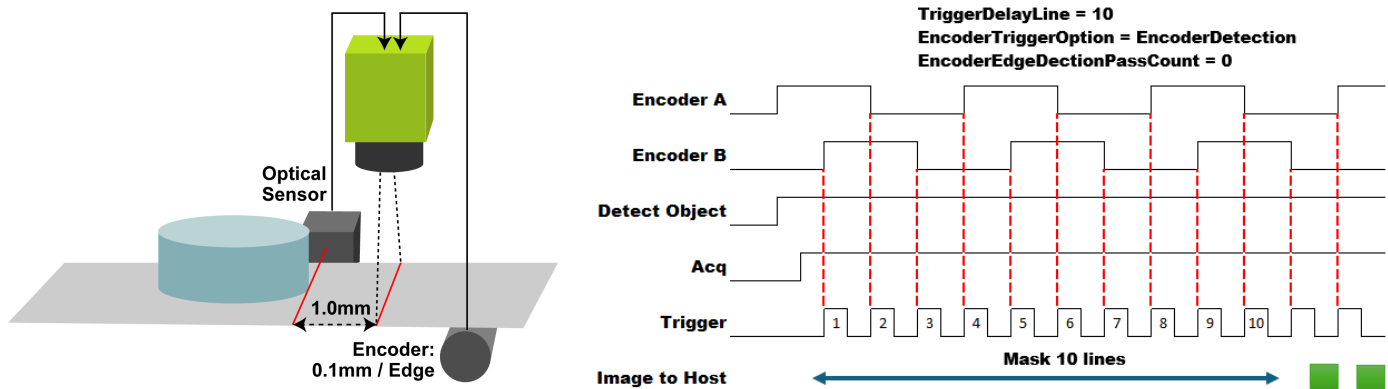 Optical
Sensor
1.0mm
Encoder:
0.1mm / Edge
TriggerDelayLine = 10
EncoderTriggerOption = EncoderDetection
EncoderEdgeDectionPassCount = 0
Encoder A
Encoder B
Detect Object
Acq
Trigger
1 2 3 4 5 6 7 8 9 10
Mask 10 lines
Image to Host